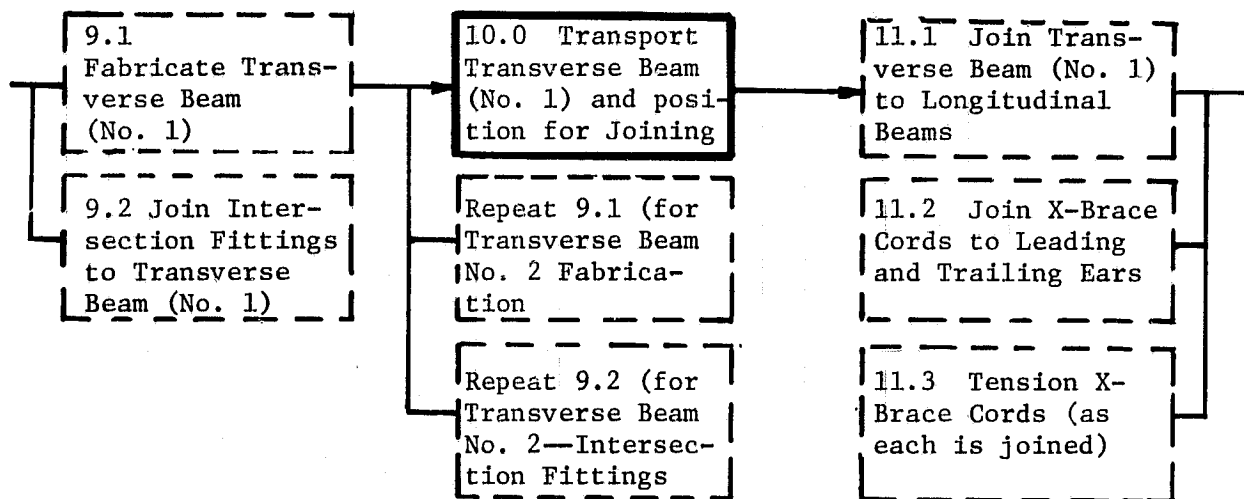 9.1
Fabricate Trans-
verse Beam
(No. 1)
9.2 Join Inter-
section Fittings
to Transverse
Beam (No. 1)
10.0 Transport
Transverse Beam
(No. 1) and posi-
tion for Joining
Repeat 9.1 (for
Transverse Beam
No. 2 Fabrica-
tion
Repeat 9.2 (for
Transverse Beam
No. 2—Intersec-
tion Fittings
11.1 Join Trans-
verse Beam (No. 1)
to Longitudinal
Beams
11.2 Join X-Brace
Cords to Leading
and Trailing Ears
11.3 Tension X-
Brace Cords (as
each is joined)